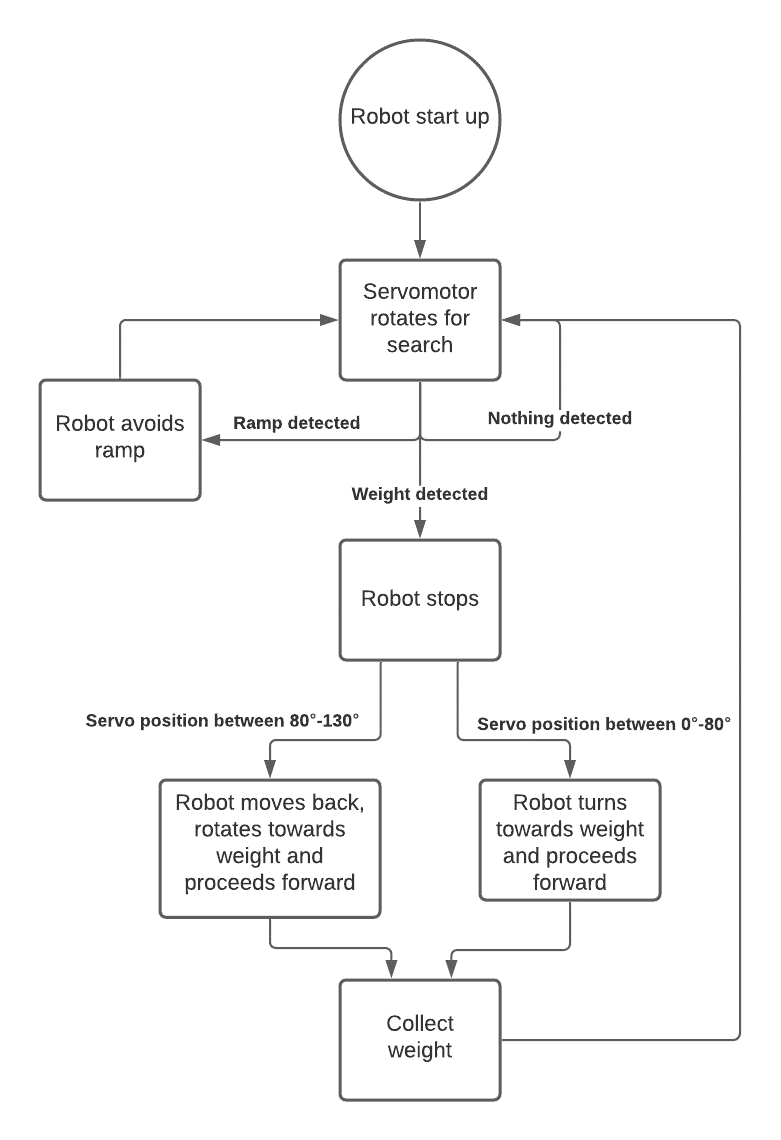 Robot start up
Servomotor
rotates for
search
Robot avoids
ramp
Ramp detected
Nothing detected
Weight detected
Robot stops
Servo position between 80°-130°
Servo position between 0°-80°
Robot moves back,
rotates towards
weight and
proceeds forward
Robot turns
towards weight
and proceeds
forward
Collect
weight